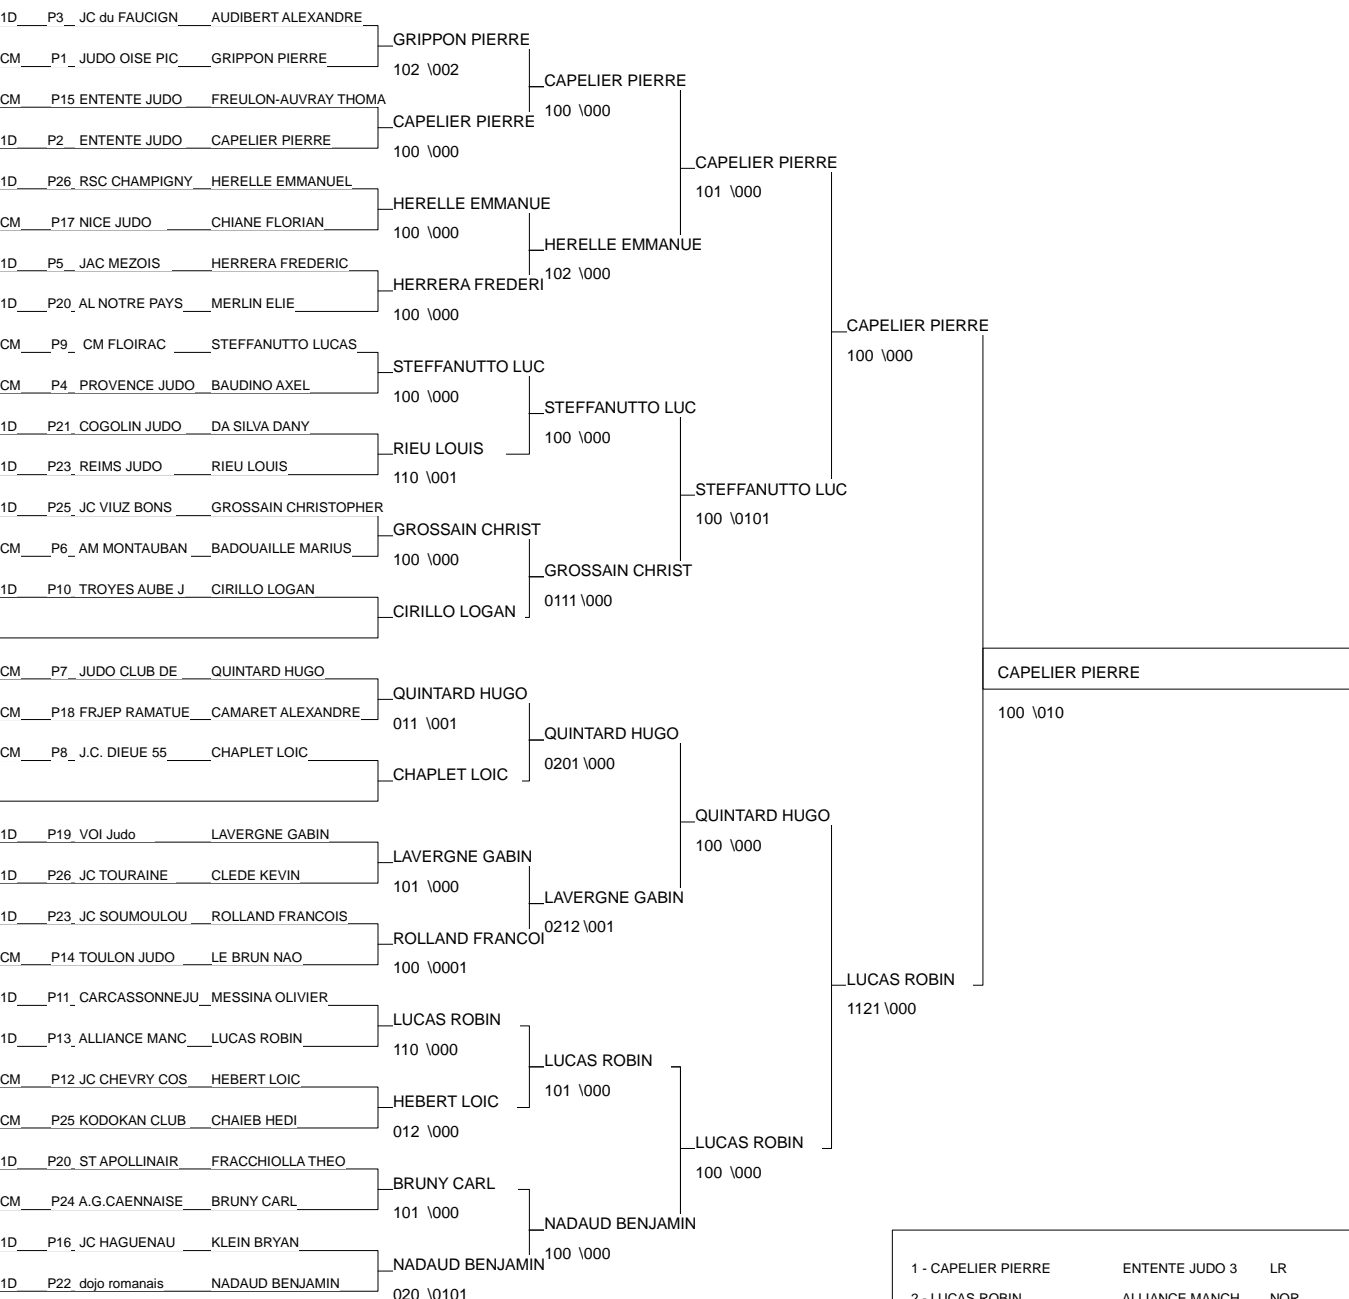 1D P3 JC du FAUCIGN AUDIBERT ALEXANDRE
GRIPPON PIERRE
CM P1 JUDO OISE PIC GRIPPON PIERRE
102 \002
CAPELIER PIERRE
CM P15 ENTENTE JUDO FREULON-AUVRAY THOMA
100 \000
CAPELIER PIERRE
1D P2 ENTENTE JUDO CAPELIER PIERRE
100 \000
CAPELIER PIERRE
1D P26 RSC CHAMPIGNY HERELLE EMMANUEL
101 \000
HERELLE EMMANUE
CM P17 NICE JUDO CHIANE FLORIAN
100 \000
HERELLE EMMANUE
1D P5 JAC MEZOIS HERRERA FREDERIC
102 \000
HERRERA FREDERI
1D P20 AL NOTRE PAYS MERLIN ELIE
100 \000
CAPELIER PIERRE
CM P9 CM FLOIRAC STEFFANUTTO LUCAS
100 \000
STEFFANUTTO LUC
CM P4 PROVENCE JUDO BAUDINO AXEL
100 \000
STEFFANUTTO LUC
1D P21 COGOLIN JUDO DA SILVA DANY
100 \000
RIEU LOUIS
1D P23 REIMS JUDO RIEU LOUIS
110 \001
STEFFANUTTO LUC
1D P25 JC VIUZ BONS GROSSAIN CHRISTOPHER
100 \0101
GROSSAIN CHRIST
CM P6 AM MONTAUBAN BADOUAILLE MARIUS
100 \000
GROSSAIN CHRIST
1D P10 TROYES AUBE J CIRILLO LOGAN
0111 \000
CIRILLO LOGAN
CM P7 JUDO CLUB DE QUINTARD HUGO
CAPELIER PIERRE
QUINTARD HUGO
CM P18 FRJEP RAMATUE CAMARET ALEXANDRE
100 \010
011 \001
QUINTARD HUGO
CM P8 J.C. DIEUE 55 CHAPLET LOIC
0201 \000
CHAPLET LOIC
QUINTARD HUGO
1D P19 VOI Judo LAVERGNE GABIN
100 \000
LAVERGNE GABIN
1D P26 JC TOURAINE CLEDE KEVIN
101 \000
LAVERGNE GABIN
1D P23 JC SOUMOULOU ROLLAND FRANCOIS
0212 \001
ROLLAND FRANCOI
CM P14 TOULON JUDO LE BRUN NAO
100 \0001
LUCAS ROBIN
1D P11 CARCASSONNEJU MESSINA OLIVIER
1121 \000
LUCAS ROBIN
1D P13 ALLIANCE MANC LUCAS ROBIN
110 \000
LUCAS ROBIN
CM P12 JC CHEVRY COS HEBERT LOIC
101 \000
HEBERT LOIC
CM P25 KODOKAN CLUB CHAIEB HEDI
012 \000
LUCAS ROBIN
1D P20 ST APOLLINAIR FRACCHIOLLA THEO
100 \000
BRUNY CARL
CM P24 A.G.CAENNAISE BRUNY CARL
101 \000
NADAUD BENJAMIN
1D P16 JC HAGUENAU KLEIN BRYAN
100 \000
NADAUD BENJAMIN
1 - CAPELIER PIERRE ENTENTE JUDO 3 LR
1D P22 dojo romanais NADAUD BENJAMIN
020 \0101
2 - LUCAS ROBIN ALLIANCE MANCH NOR